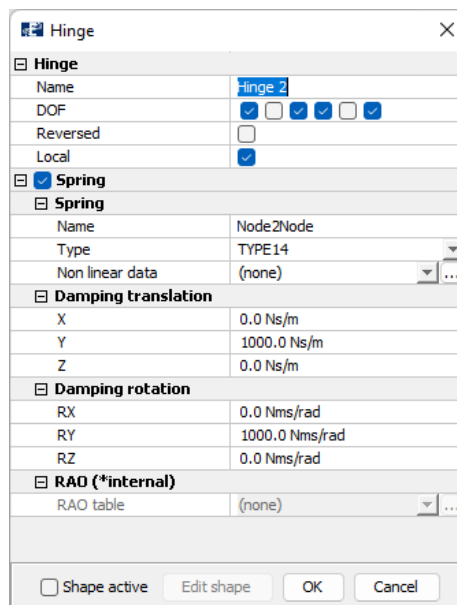 Hinge
Hinge
Name Hinge 2
DOF
Reversed
Local
Spring
Spring
Name Node2Node
Type TYPE14
Non linear data (none) ...
Damping translation
X 0.0 Ns/m
Y 1000.0 Ns/m
Z 0.0 Ns/m
Damping rotation
RX 0.0 Nms/rad
RY 1000.0 Nms/rad
RZ 0.0 Nms/rad
RAO (*internal)
RAO table (none) ...
Shape active Edit shape OK Cancel